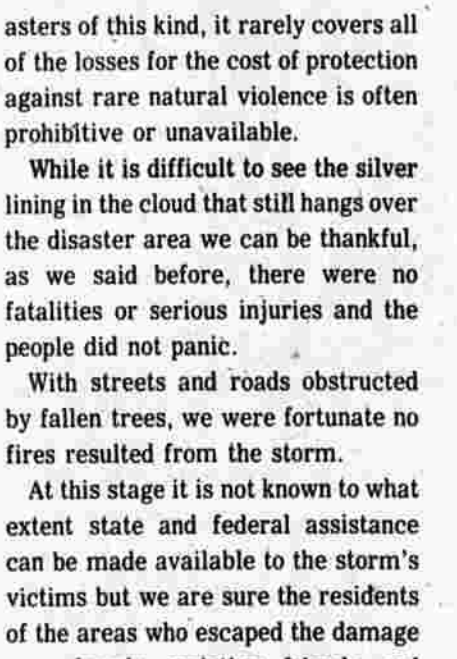 asters of this kind, it rarely covers all
of the losses for the cost of protection
against rare natural violence is often
prohibitive or unavailable.
While it is difficult to see the silver
lining in the cloud that still hangs over
the disaster area we can be thankful,
as we said before, there were no
fatalities or serious injuries and the
people did not panic.
With streets and roads obstructed
by fallen trees, we were fortunate no
fires resulted from the storm.
At this stage it is not known to what
extent state and federal assistance
can be made available to the storm's
victims but we are sure the residents
of the areas who escaped the damage